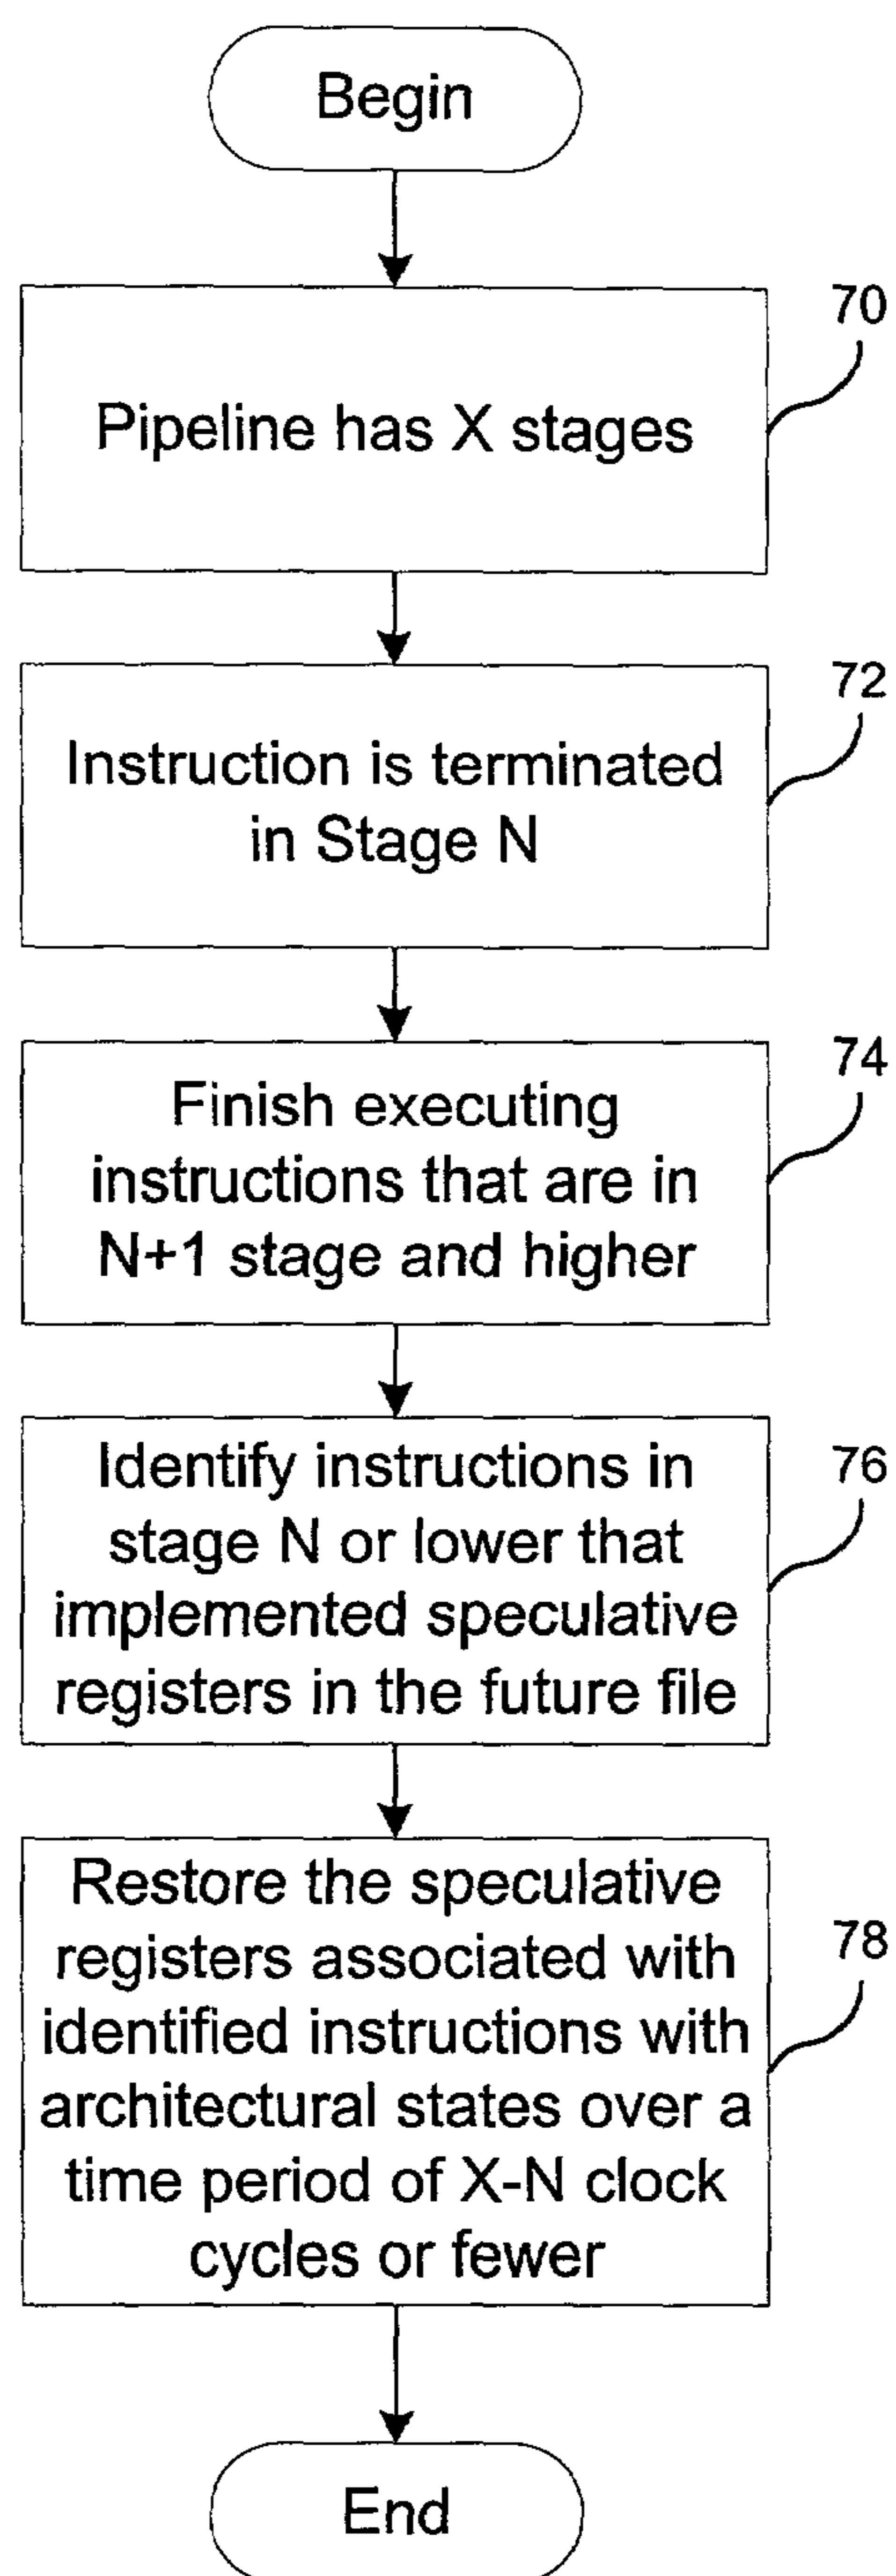 Begin
70
Pipeline has X stages
72
Instruction is terminated
in Stage N
74
Finish executing
instructions that are in
N+1 stage and higher
76
Identify instructions in
stage N or lower that
implemented speculative
registers in the future file
78
Restore the speculative
registers associated with
identified instructions with
architectural states over a
time period of X-N clock
cycles or fewer
End